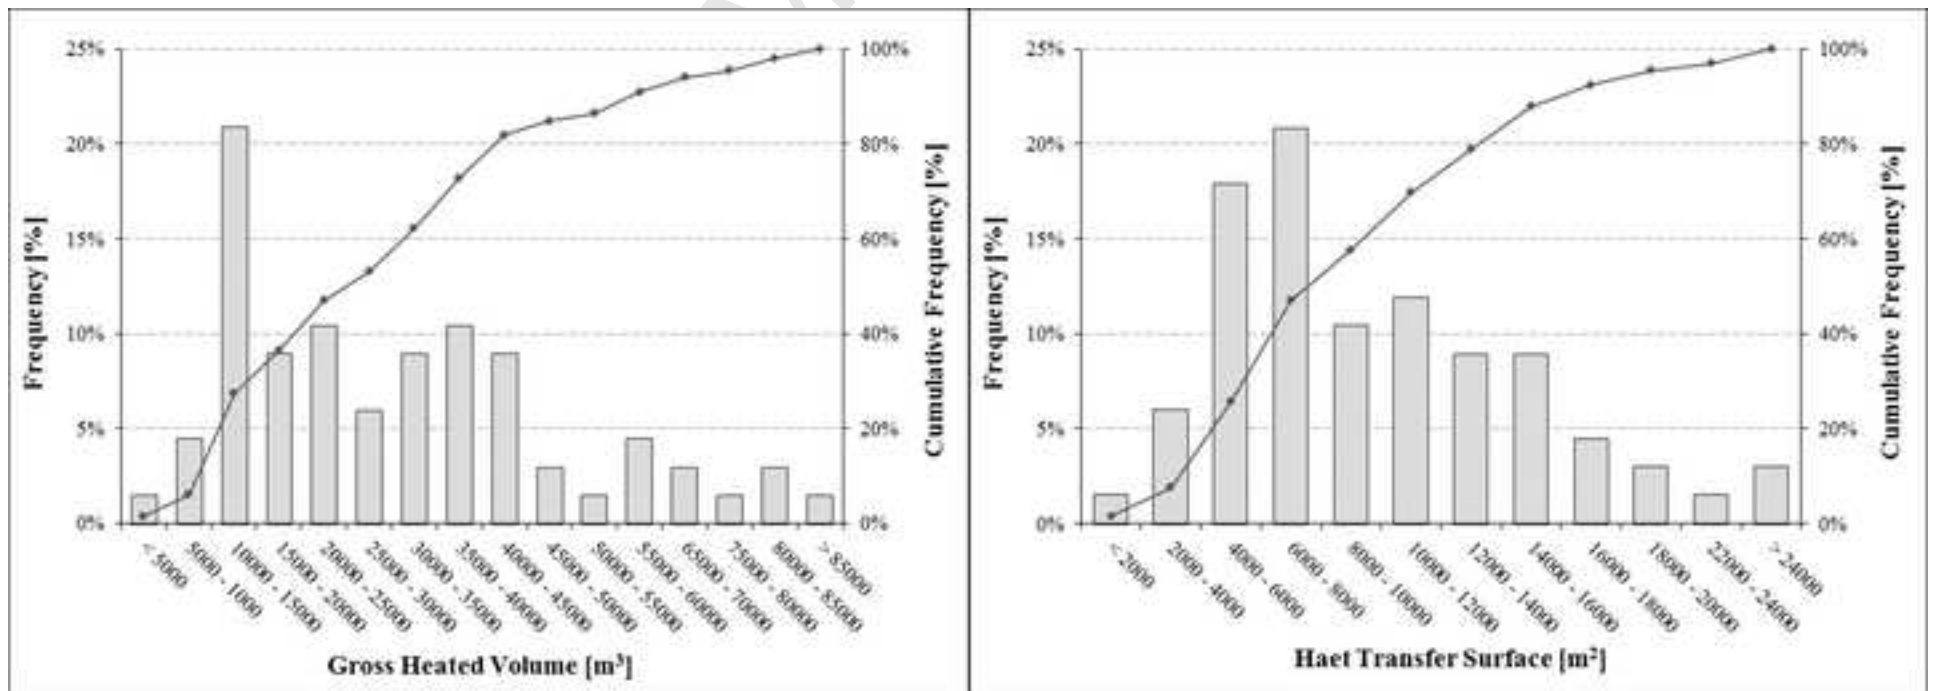 25%
20%
15%
10%
5%
0%
100%
80%
60%
40%
20%
0%
Frequency [%]
Cumulative Frequency [%]
< 5000
5000 - 1000
10000 - 15000
15000 - 20000
20000 - 25000
25000 - 30000
30000 - 35000
35000 - 40000
40000 - 45000
45000 - 50000
50000 - 55000
55000 - 60000
65000 - 70000
75000 - 80000
80000 - 85000
> 85000
Gross Heated Volume [m³]
25%
20%
15%
10%
5%
0%
100%
80%
60%
40%
20%
0%
Frequency [%]
Cumulative Frequency [%]
< 2000
2000 - 4000
4000 - 6000
6000 - 8000
8000 - 10000
10000 - 12000
12000 - 14000
14000 - 16000
16000 - 18000
18000 - 20000
22000 - 24000
> 24000
Haet Transfer Surface [m²]